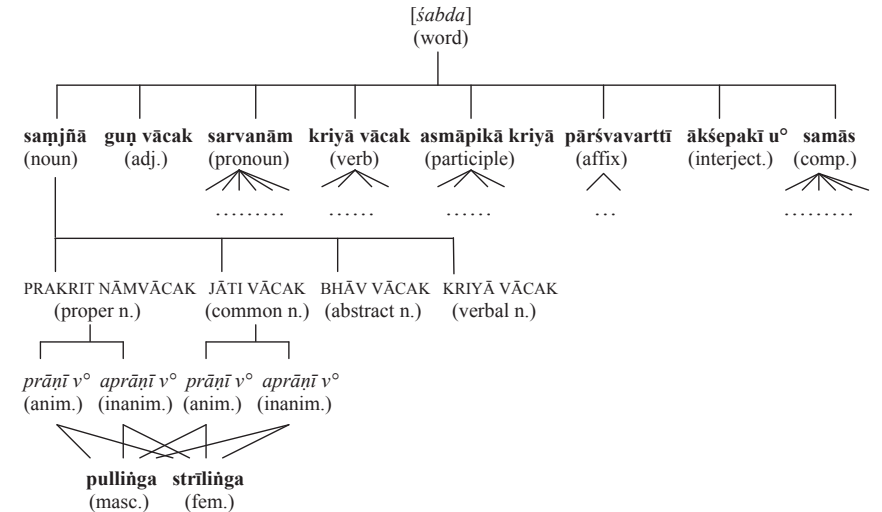 [śabda]
(word)
saṃjñā guṇ vācak sarvanām kriyā vācak asmāpikā kriyā pārśvavarttī ākśepakī u° samās
(noun) (adj.) (pronoun) (verb) (participle) (affix) (interject.) (comp.)
......... ...... ...... ... .........
PRAKRIT NĀMVĀCAK JĀTI VĀCAK BHĀV VĀCAK KRIYĀ VĀCAK
(proper n.) (common n.) (abstract n.) (verbal n.)
prāṇī v° aprāṇī v° prāṇī v° aprāṇī v°
(anim.) (inanim.) (anim.) (inanim.)
pulliṅga strīliṅga
(masc.) (fem.)